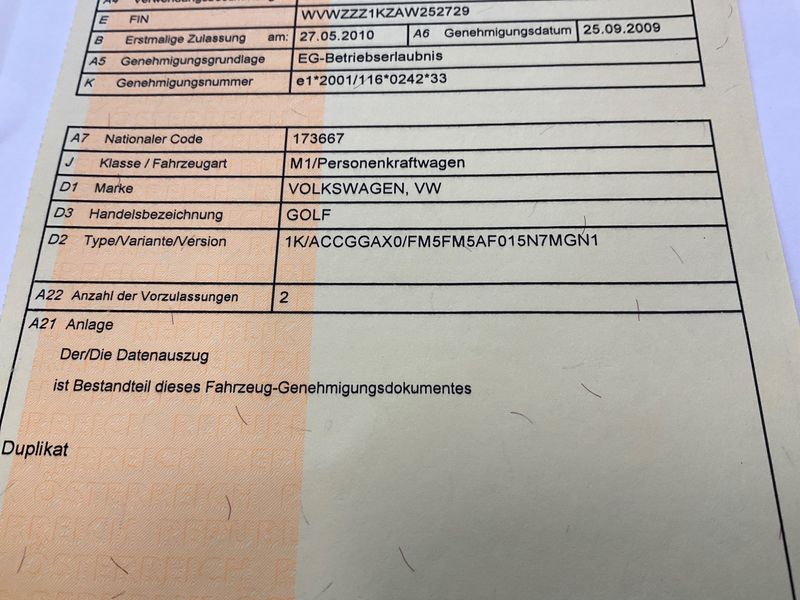 E FIN WVWZZZ1KZAW252729
B Erstmalige Zulassung am: 27.05.2010 A6 Genehmigungsdatum 25.09.2009
A5 Genehmigungsgrundlage EG-Betriebserlaubnis
K Genehmigungsnummer e1*2001/116*0242*33
A7 Nationaler Code 173667
J Klasse / Fahrzeugart M1/Personenkraftwagen
D1 Marke VOLKSWAGEN, VW
D3 Handelsbezeichnung GOLF
D2 Type/Variante/Version 1K/ACCGGAX0/FM5FM5AF015N7MGN1
A22 Anzahl der Vorzulassungen 2
A21 Anlage
Der/Die Datenauszug
ist Bestandteil dieses Fahrzeug-Genehmigungsdokumentes
Duplikat